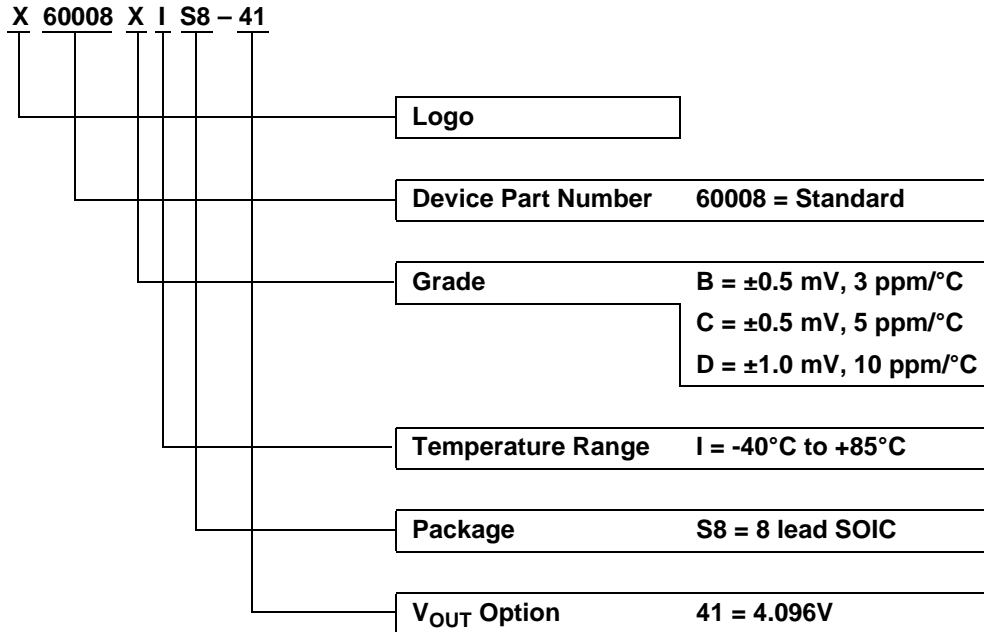 X 60008 X I S8 – 41
Logo
Device Part Number 60008 = Standard
Grade B = ±0.5 mV, 3 ppm/°C
C = ±0.5 mV, 5 ppm/°C
D = ±1.0 mV, 10 ppm/°C
Temperature Range I = -40°C to +85°C
Package S8 = 8 lead SOIC
VOUT Option 41 = 4.096V